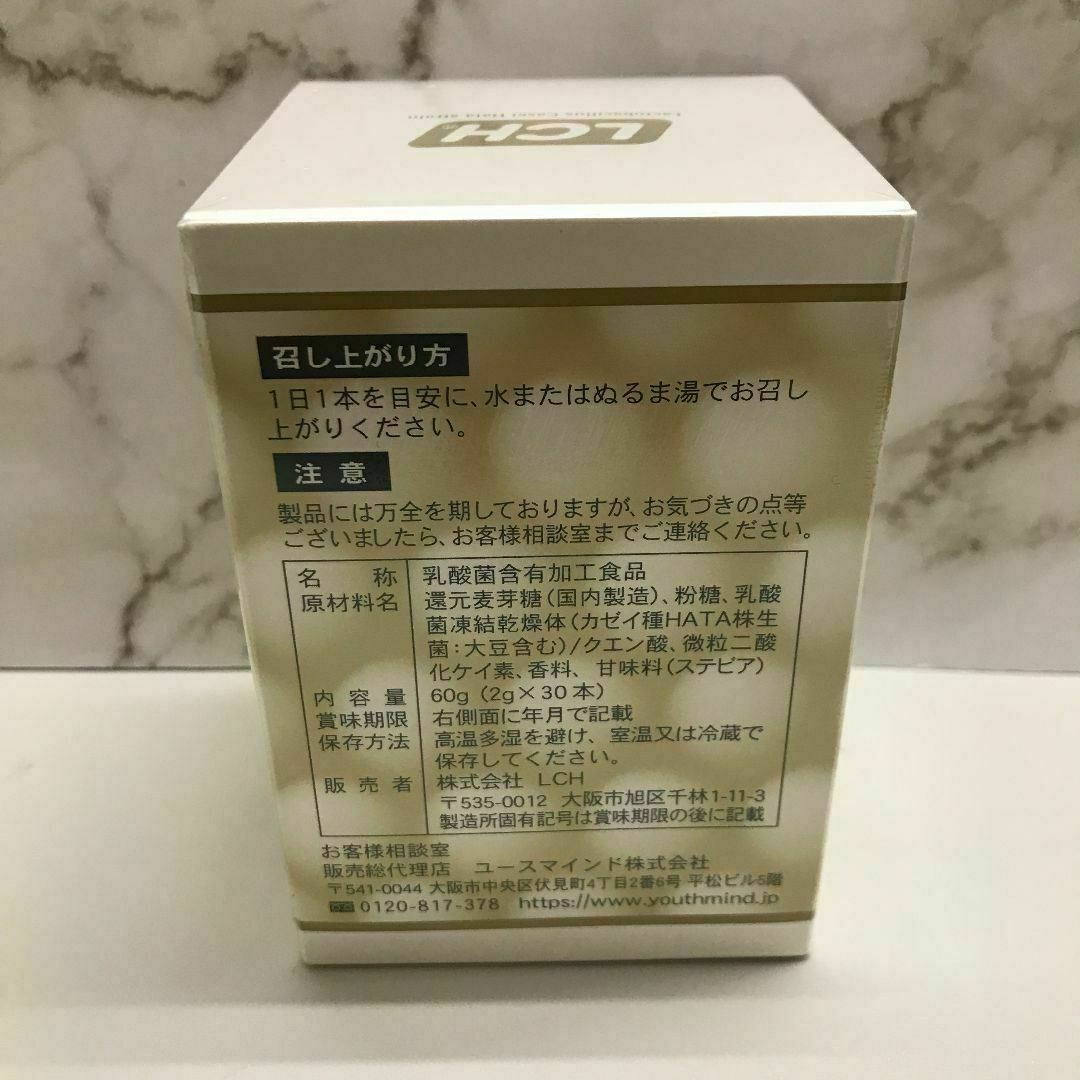 Lactobacillus Casei Hata strain
LCH®
召し上がり方
1日1本を目安に、水またはぬるま湯でお召し
上がりください。
注意
製品には万全を期しておりますが、お気づきの点等
ございましたら、お客様相談室までご連絡ください。
名 称 乳酸菌含有加工食品
原材料名 還元麦芽糖(国内製造)、粉糖、乳酸
菌凍結乾燥体(カゼイ種HATA株生
菌:大豆含む)/クエン酸、微粒二酸
化ケイ素、香料、甘味料(ステビア)
内容量 60g(2g×30本)
賞味期限 右側面に年月で記載
保存方法 高温多湿を避け、室温又は冷蔵で
保存してください。
販売者 株式会社 LCH
〒535-0012 大阪市旭区千林1-11-3
製造所固有記号は賞味期限の後に記載
お客様相談室
販売総代理店 ユースマインド株式会社
〒541-0044 大阪市中央区伏見町4丁目2番6号 平松ビル5階
0120-817-378 https://www.youthmind.jp